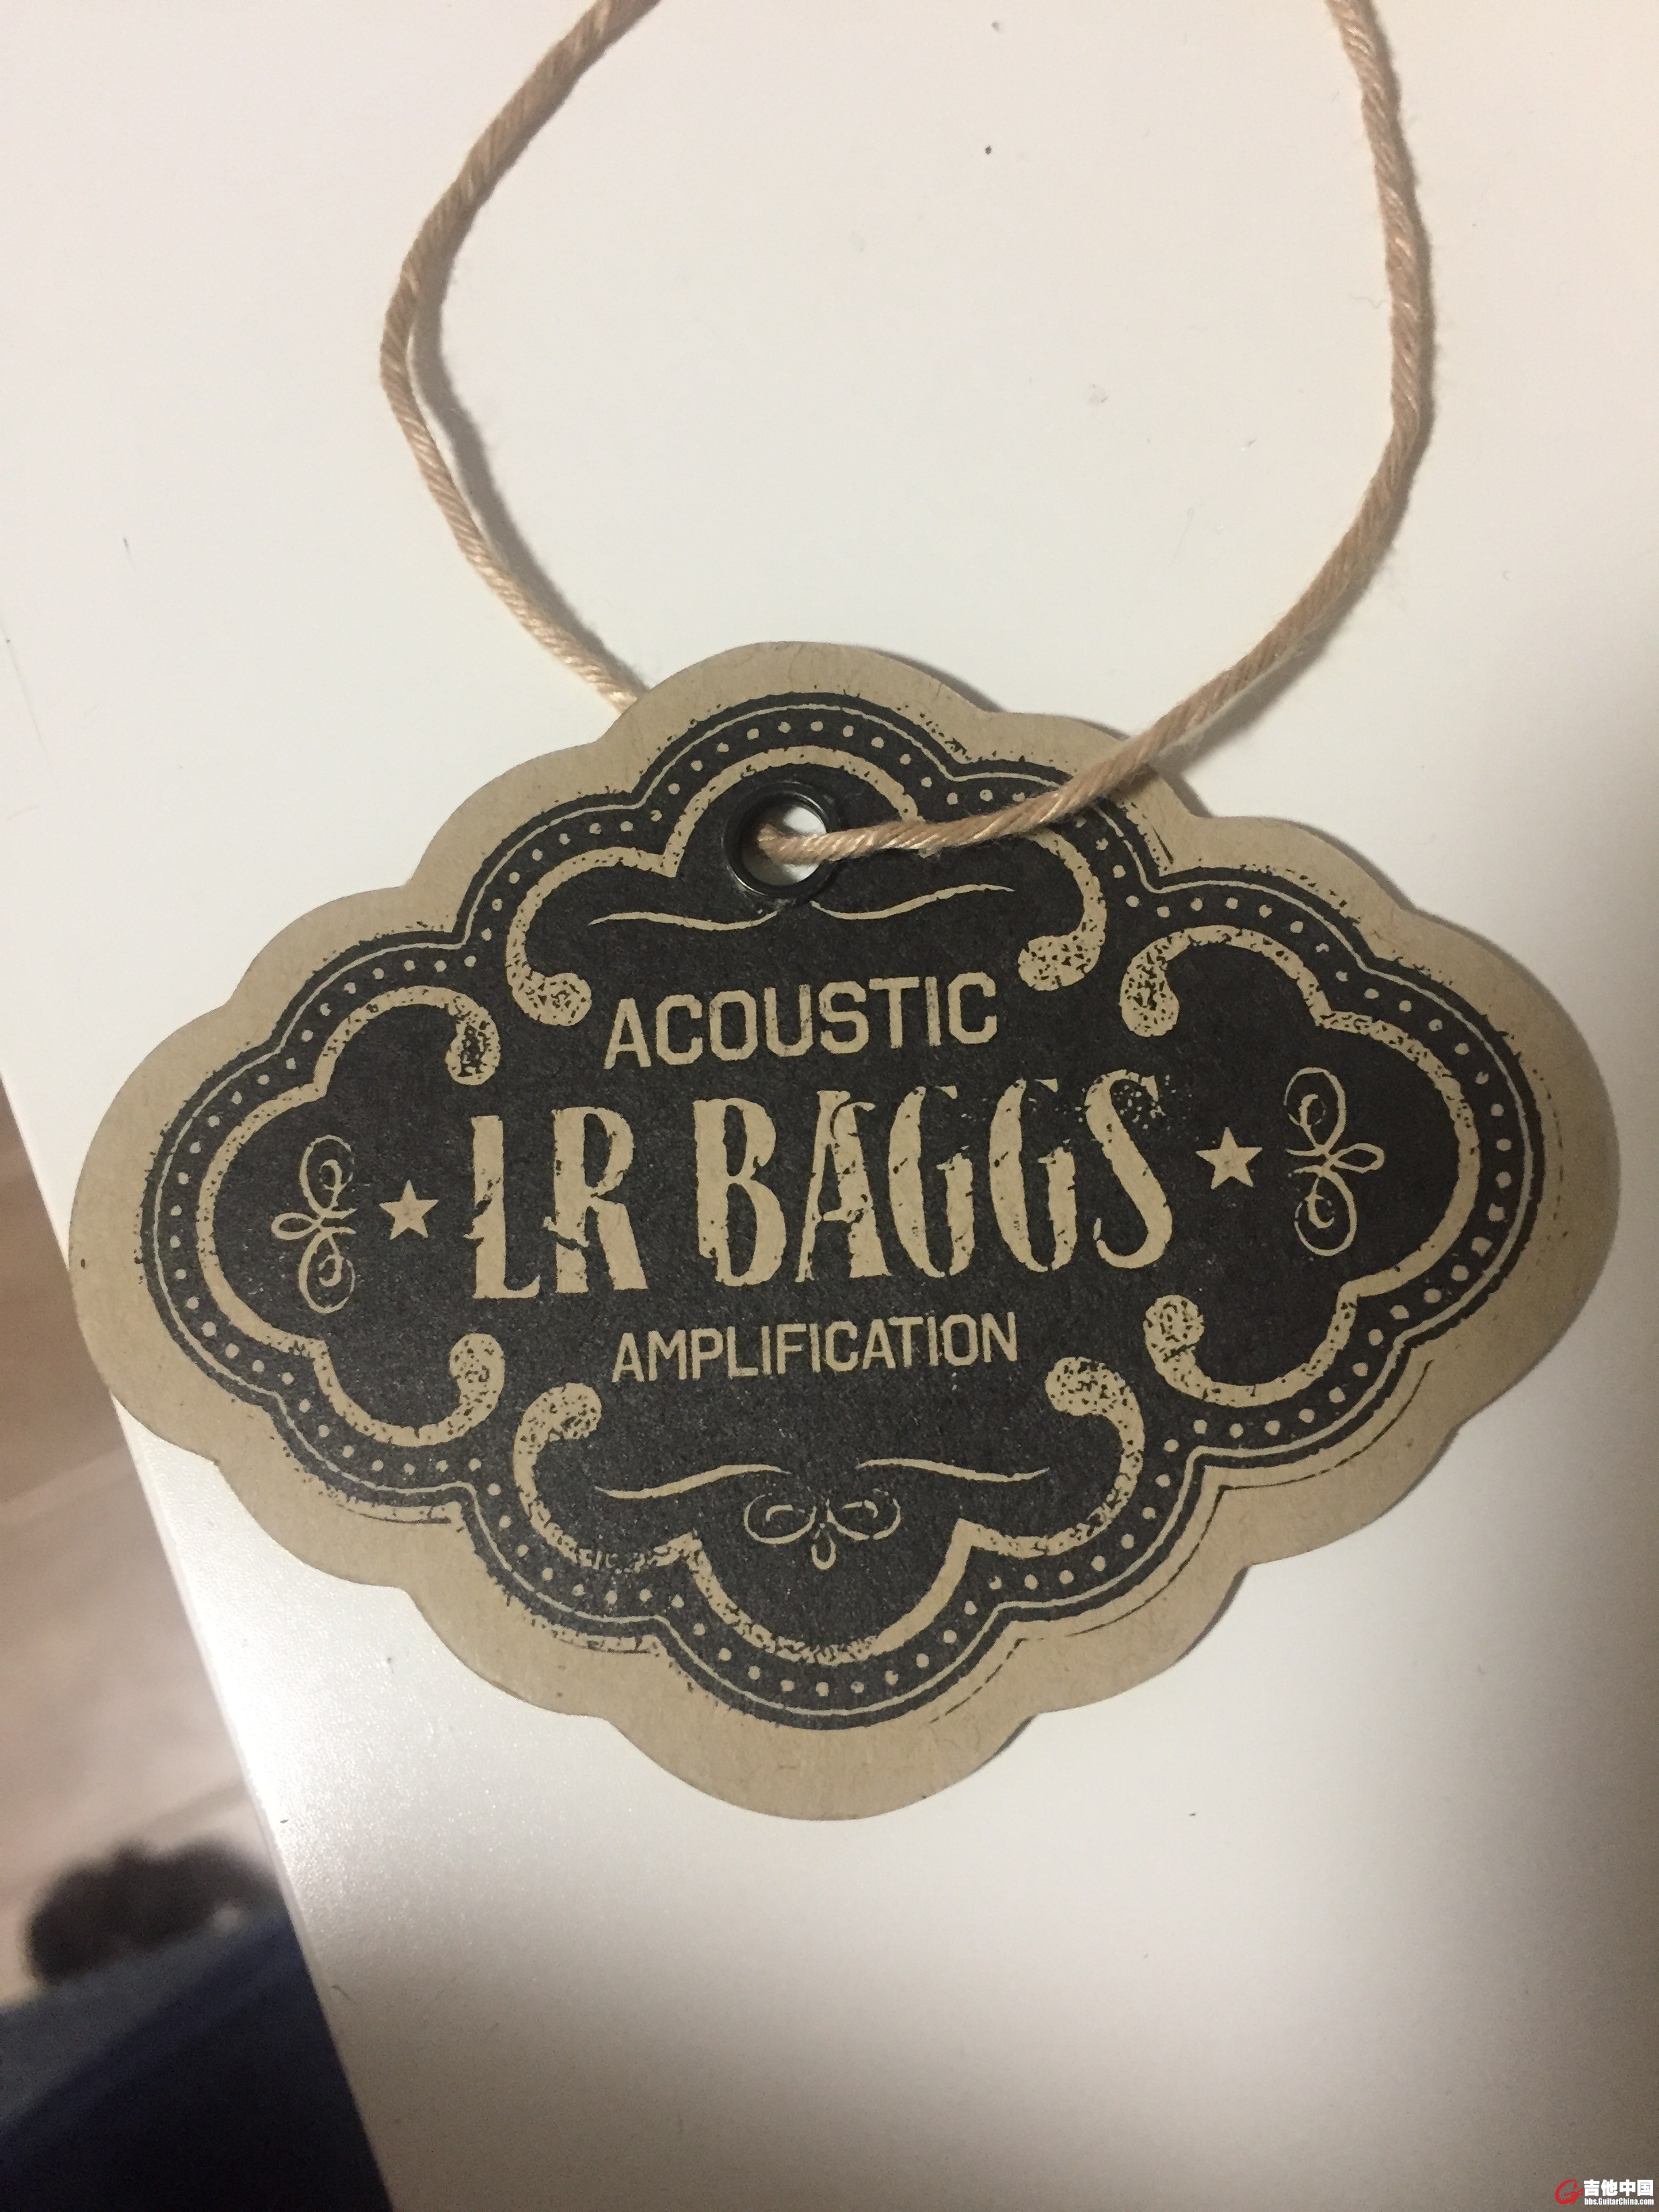 ACOUSTIC
LR BAGGS
AMPLIFICATION
吉他中国
bbs.GuitarChina.com